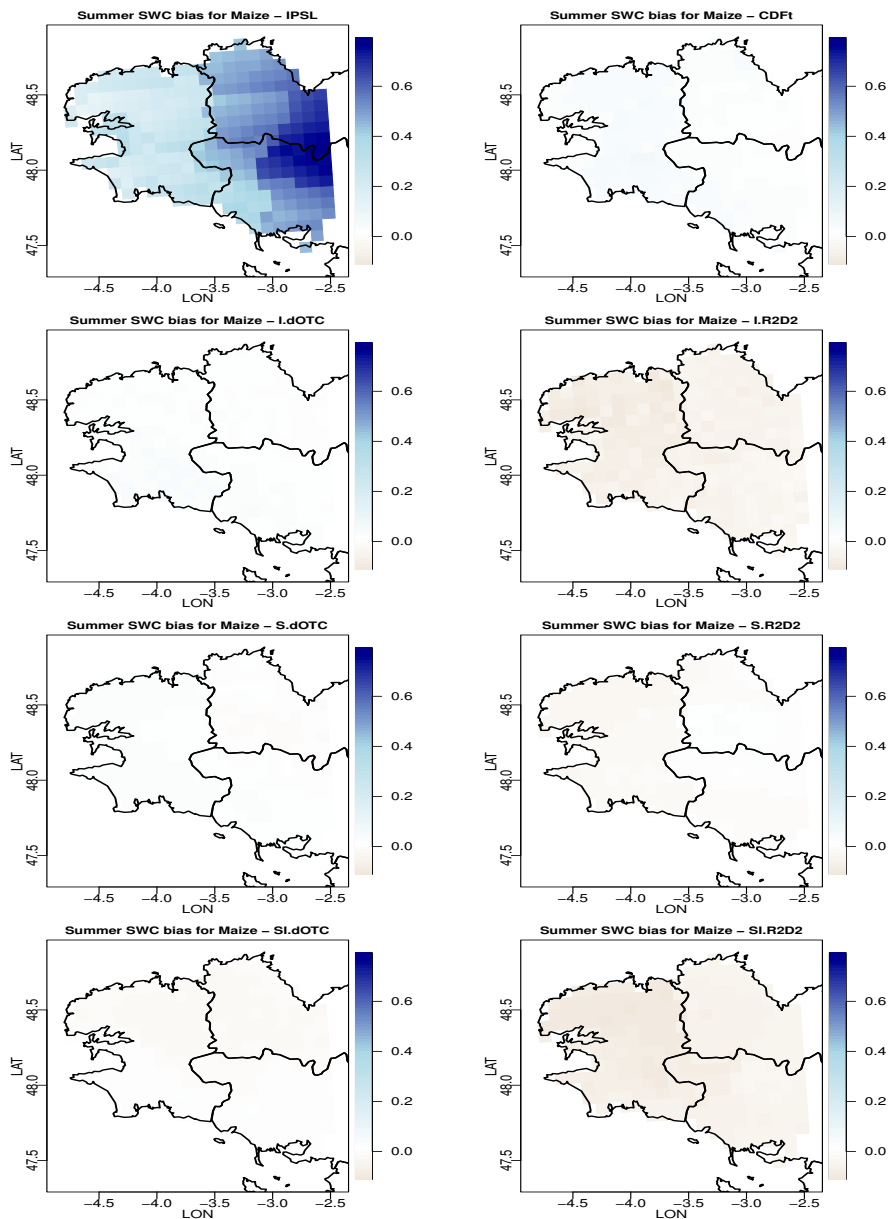 Summer SWC bias for Maize − IPSL
LAT
48.5
48.0
47.5
−4.5 −4.0 −3.5 −3.0 −2.5
LON
0.6
0.4
0.2
0.0
Summer SWC bias for Maize − CDFt
LAT
48.5
48.0
47.5
−4.5 −4.0 −3.5 −3.0 −2.5
LON
0.6
0.4
0.2
0.0
Summer SWC bias for Maize − I.dOTC
LAT
48.5
48.0
47.5
−4.5 −4.0 −3.5 −3.0 −2.5
LON
0.6
0.4
0.2
0.0
Summer SWC bias for Maize − I.R2D2
LAT
48.5
48.0
47.5
−4.5 −4.0 −3.5 −3.0 −2.5
LON
0.6
0.4
0.2
0.0
Summer SWC bias for Maize − S.dOTC
LAT
48.5
48.0
47.5
−4.5 −4.0 −3.5 −3.0 −2.5
LON
0.6
0.4
0.2
0.0
Summer SWC bias for Maize − S.R2D2
LAT
48.5
48.0
47.5
−4.5 −4.0 −3.5 −3.0 −2.5
LON
0.6
0.4
0.2
0.0
Summer SWC bias for Maize − SI.dOTC
LAT
48.5
48.0
47.5
−4.5 −4.0 −3.5 −3.0 −2.5
LON
0.6
0.4
0.2
0.0
Summer SWC bias for Maize − SI.R2D2
LAT
48.5
48.0
47.5
−4.5 −4.0 −3.5 −3.0 −2.5
LON
0.6
0.4
0.2
0.0